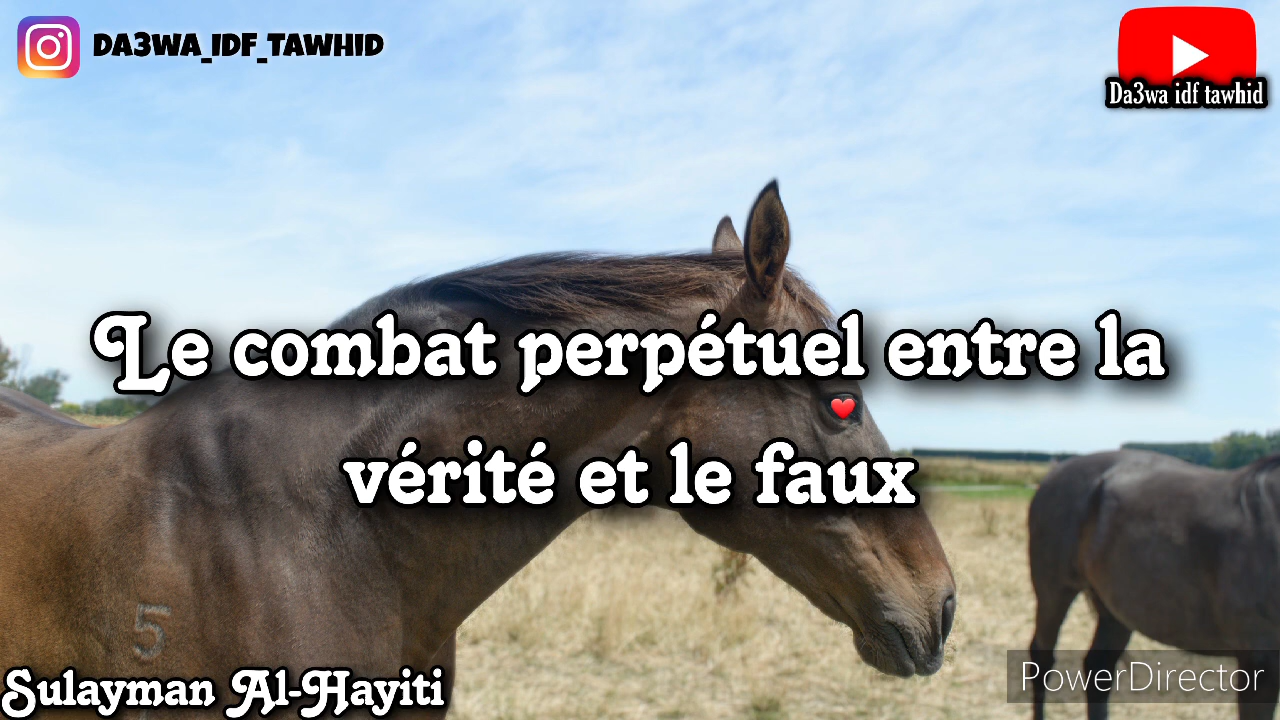 DA3WA_IDF_TAWHID
Da3wa idf tawhid
Le combat perpétuel entre la
vérité et le faux
5
Sulayman Al-Hayiti
PowerDirector